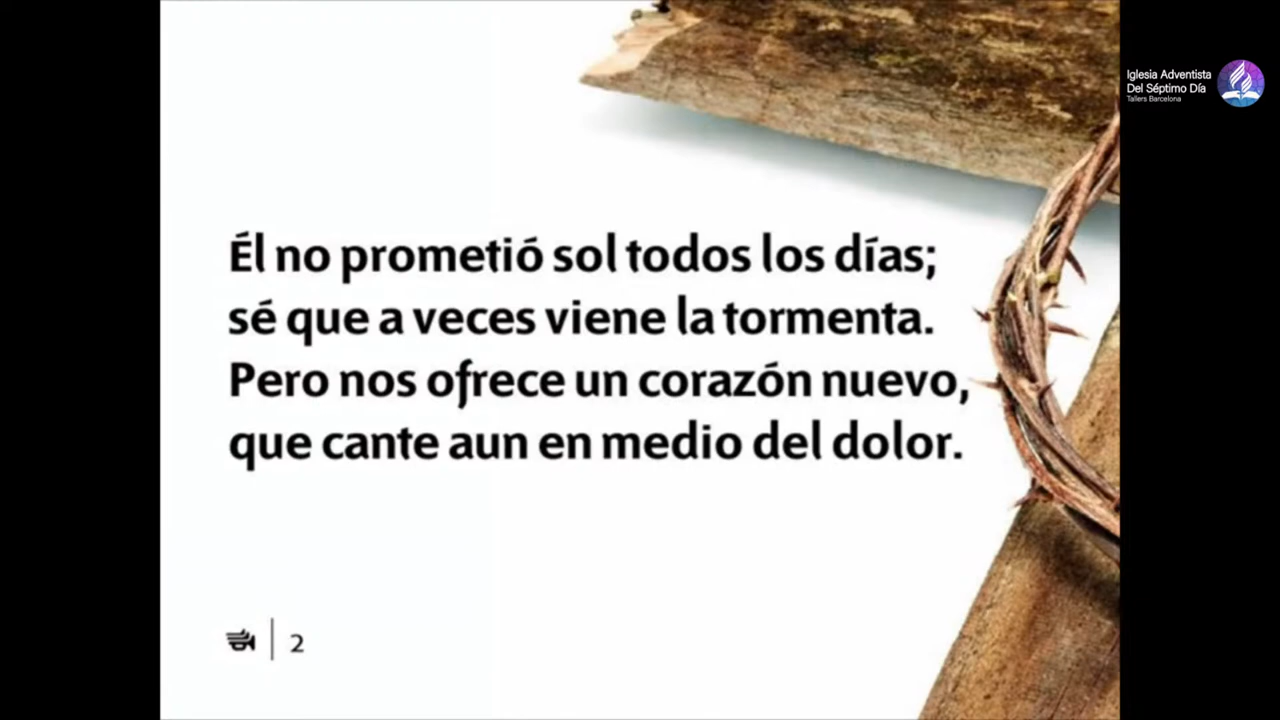 Iglesia Adventista
Del Séptimo Día
Tallers Barcelona
Él no prometió sol todos los días;
sé que a veces viene la tormenta.
Pero nos ofrece un corazón nuevo,
que cante aun en medio del dolor.
2